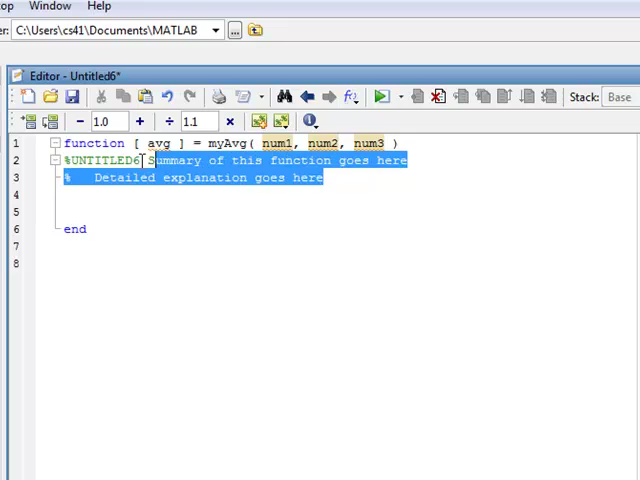 op Window Help
er: C:\Users\cs41\Documents\MATLAB ...
Editor - Untitled6*
Stack: Base
1.0 1.1
1 function [ avg ] = myAvg( num1, num2, num3 )
2 %UNTITLED6 Summary of this function goes here
3 % Detailed explanation goes here
4
5
6 end
7
8